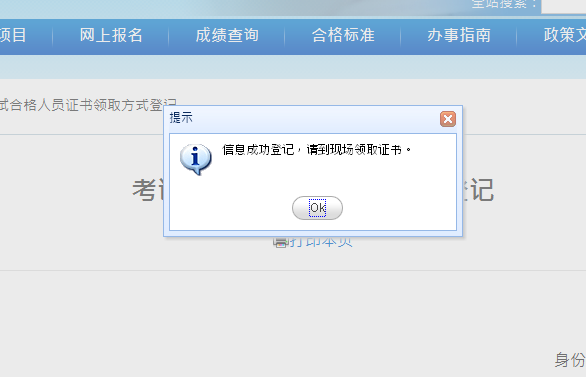 全站搜索：
项目 网上报名 成绩查询 合格标准 办事指南 政策文
试合格人员证书领取方式登记
提示
信息成功登记，请到现场领取证书。
考 登记
Ok
打印本页
身份